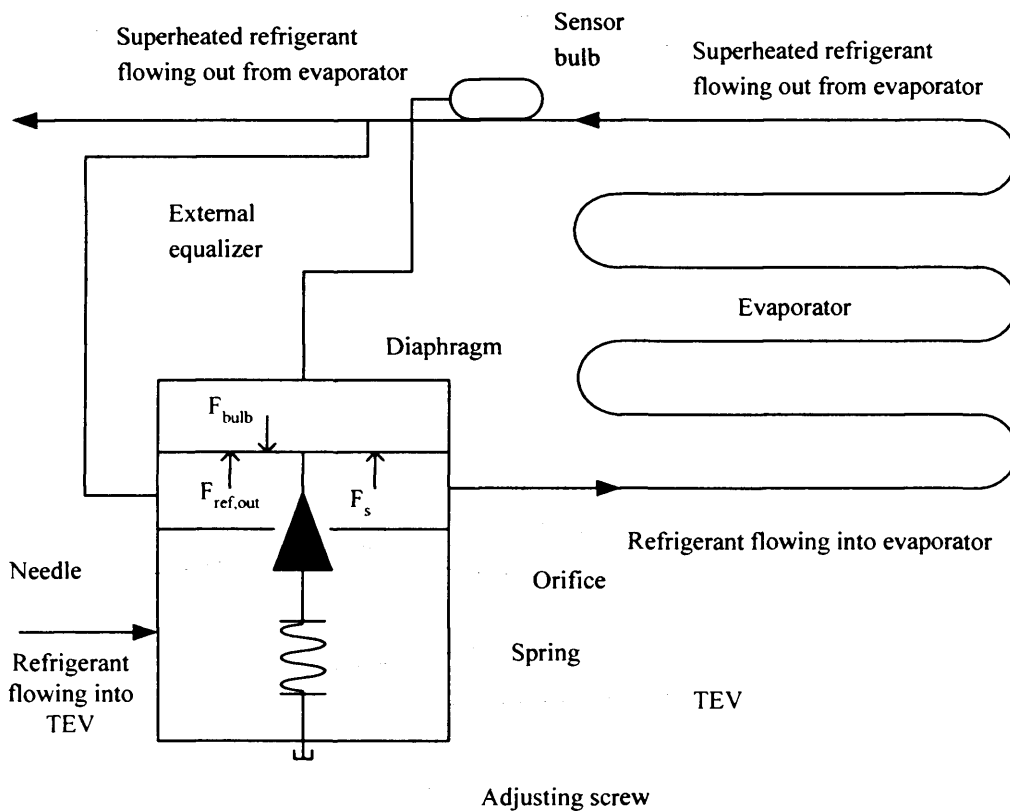 Superheated refrigerant
flowing out from evaporator
Sensor
bulb
Superheated refrigerant
flowing out from evaporator
External
equalizer
Evaporator
Diaphragm
F_bulb
F_ref,out
F_s
Refrigerant flowing into evaporator
Needle
Orifice
Refrigerant
flowing into
TEV
Spring
TEV
Adjusting screw